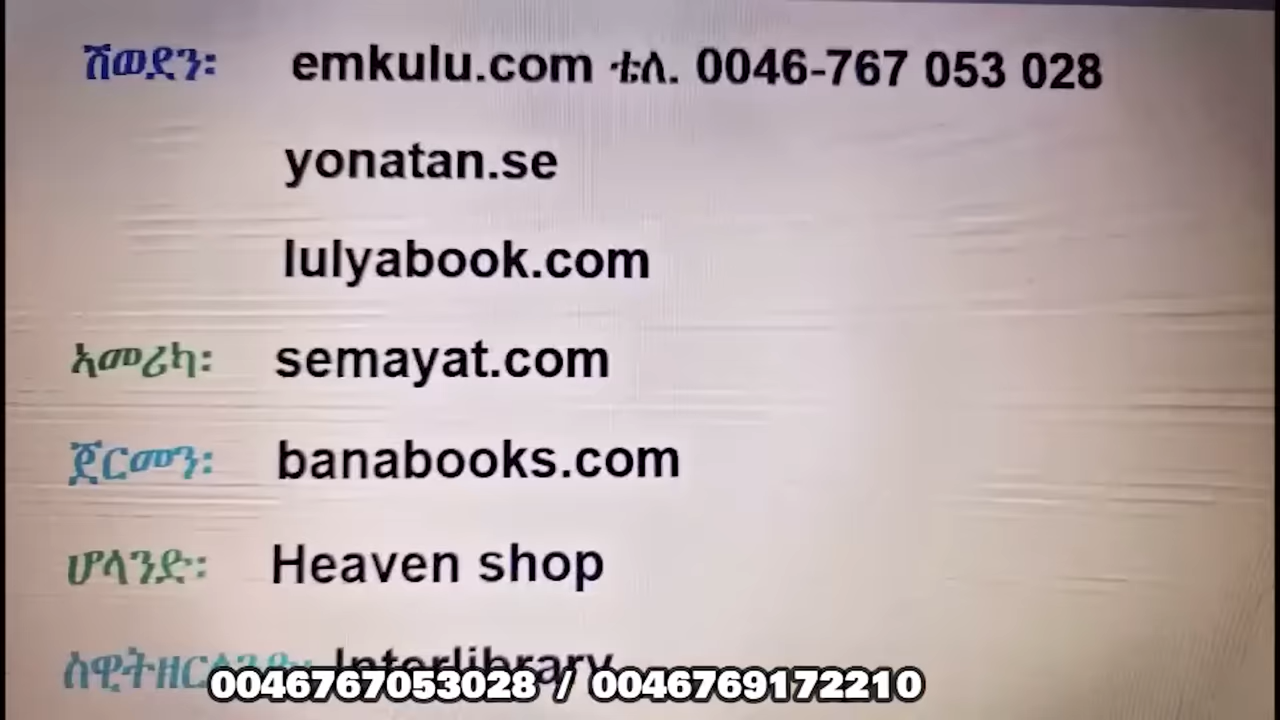 ሽወደን፡ emkulu.com ቴለ. 0046-767 053 028
yonatan.se
lulyabook.com
ኣመሪካ፡ semayat.com
ጀርመን፡ banabooks.com
ሆላንድ፡ Heaven shop
ስዊትዘርላንድ፡ Interlibrary
0046767053028 / 0046769172210